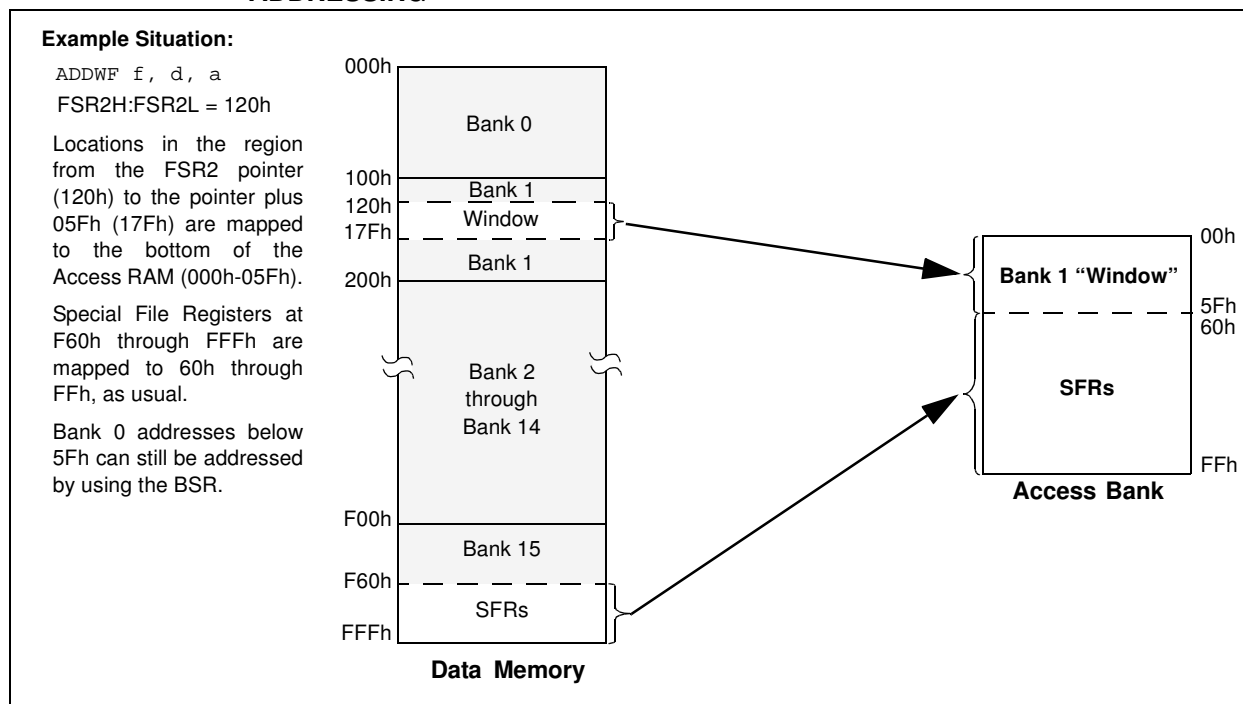 ADDRESSING
Example Situation:
ADDWF f, d, a
FSR2H:FSR2L = 120h
Locations in the region
from the FSR2 pointer
(120h) to the pointer plus
05Fh (17Fh) are mapped
to the bottom of the
Access RAM (000h-05Fh).
Special File Registers at
F60h through FFFh are
mapped to 60h through
FFh, as usual.
Bank 0 addresses below
5Fh can still be addressed
by using the BSR.
000h
Bank 0
100h
Bank 1
120h
Window
17Fh
Bank 1
200h
Bank 2
through
Bank 14
F00h
Bank 15
F60h
SFRs
FFFh
Data Memory
00h
Bank 1 “Window”
5Fh
60h
SFRs
FFh
Access Bank